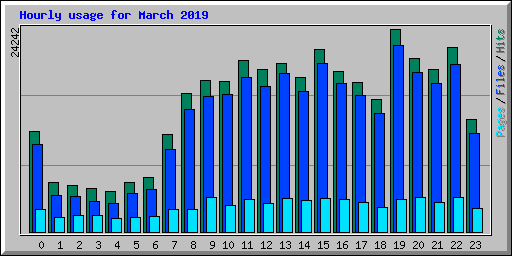 Hourly usage for March 2019
24242
Pages/Files/Hits
0 1 2 3 4 5 6 7 8 9 10 11 12 13 14 15 16 17 18 19 20 21 22 23